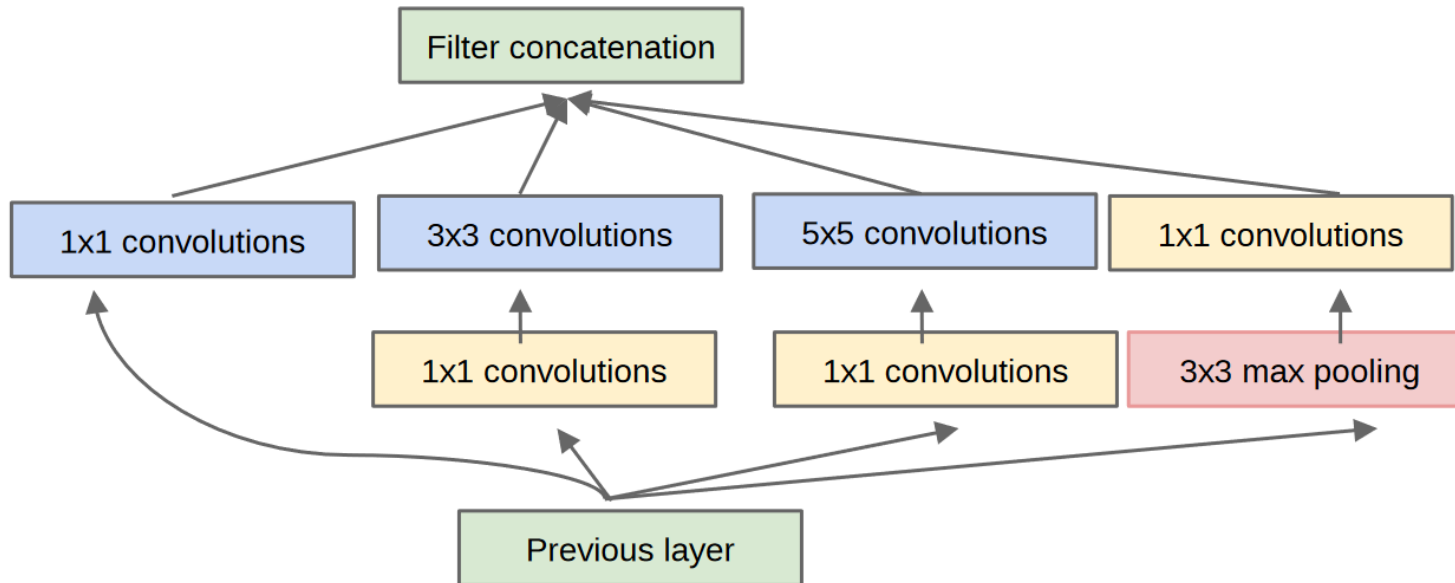 Filter concatenation
1x1 convolutions
3x3 convolutions
5x5 convolutions
1x1 convolutions
1x1 convolutions
1x1 convolutions
3x3 max pooling
Previous layer